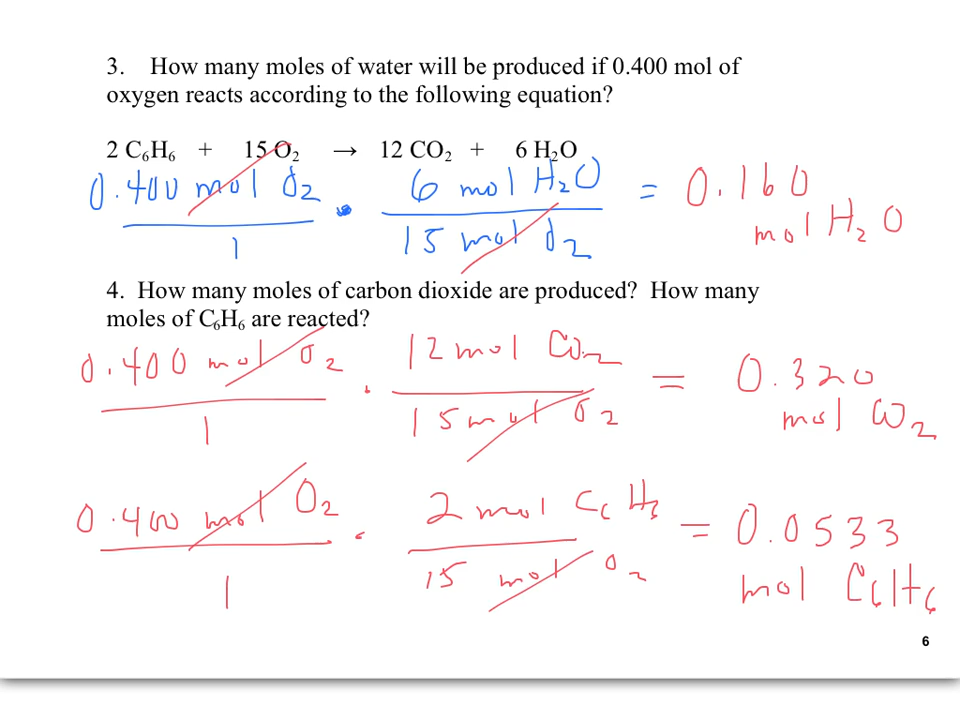 3. How many moles of water will be produced if 0.400 mol of
oxygen reacts according to the following equation?
2 C₆H₆ + 15 O₂ → 12 CO₂ + 6 H₂O
0.400 mol O₂ · 6 mol H₂O = 0.160
1 15 mol O₂ mol H₂O
4. How many moles of carbon dioxide are produced? How many
moles of C₆H₆ are reacted?
0.400 mol O₂ · 12 mol CO₂ = 0.320
1 15 mol O₂ mol CO₂
0.400 mol O₂ · 2 mol C₆H₆ = 0.0533
1 15 mol O₂ mol C₆H₆
6